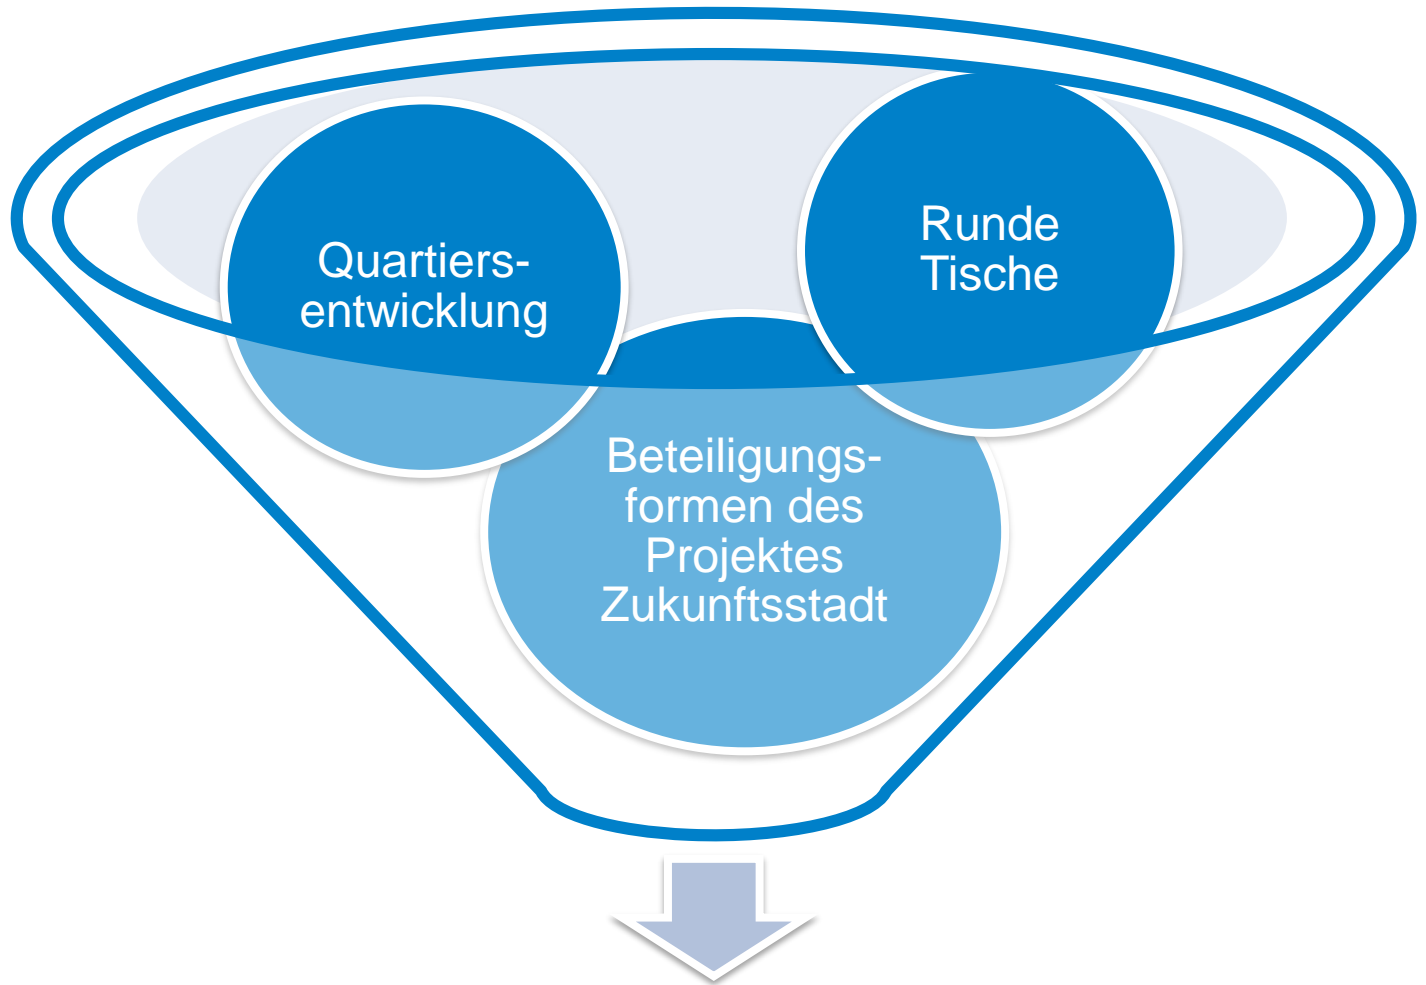 Quartiers-
entwicklung
Runde
Tische
Beteiligungs-
formen des
Projektes
Zukunftsstadt